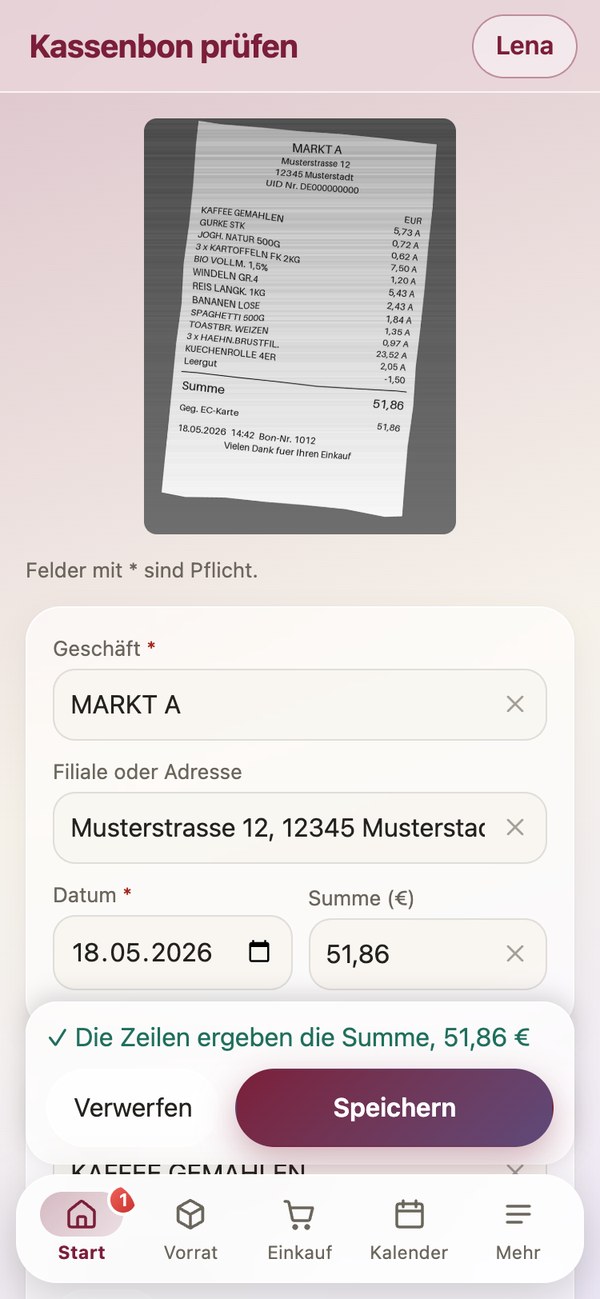 Kassenbon prüfen
Lena
MARKT A
Musterstrasse 12
12345 Musterstadt
UID Nr. DE000000000
EUR
KAFFEE GEMAHLEN 5,73 A
GURKE STK 0,72 A
JOGH. NATUR 500G 0,62 A
3 x KARTOFFELN FK 2KG 7,50 A
BIO VOLLM. 1,5% 1,20 A
WINDELN GR.4 5,43 A
REIS LANGK. 1KG 2,43 A
BANANEN LOSE 1,84 A
SPAGHETTI 500G 1,35 A
TOASTBR. WEIZEN 0,97 A
3 x HAEHN.BRUSTFIL. 23,52 A
KUECHENROLLE 4ER 2,05 A
Leergut -1,50
Summe 51,86
Geg. EC-Karte 51,86
18.05.2026 14:42 Bon-Nr. 1012
Vielen Dank fuer Ihren Einkauf
Felder mit * sind Pflicht.
Geschäft *
MARKT A
Filiale oder Adresse
Musterstrasse 12, 12345 Musterstad
Datum * Summe (€)
18.05.2026 51,86
✓ Die Zeilen ergeben die Summe, 51,86 €
Verwerfen Speichern
KAFFEE GEMAHLEN
1
Start Vorrat Einkauf Kalender Mehr